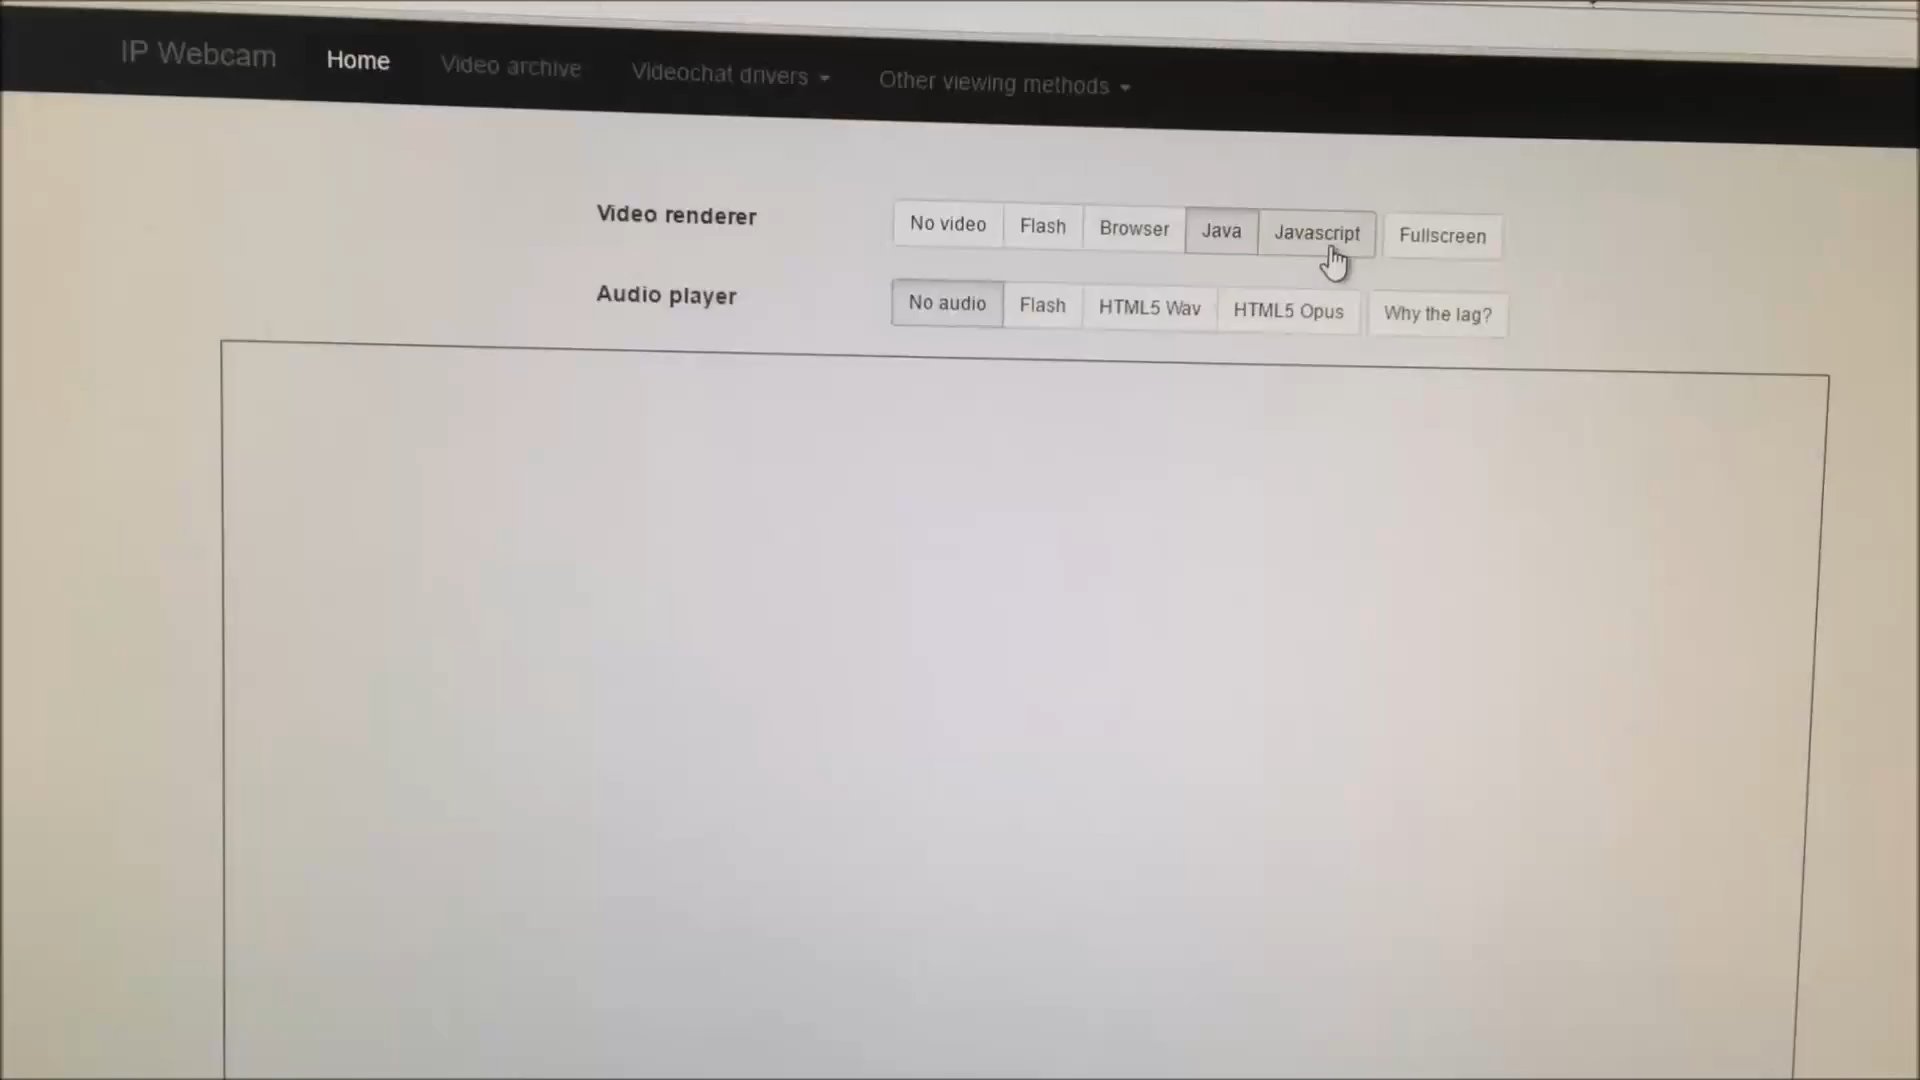 IP Webcam Home Video archive Videochat drivers Other viewing methods
Video renderer No video Flash Browser Java Javascript Fullscreen
Audio player No audio Flash HTML5 Wav HTML5 Opus Why the lag?